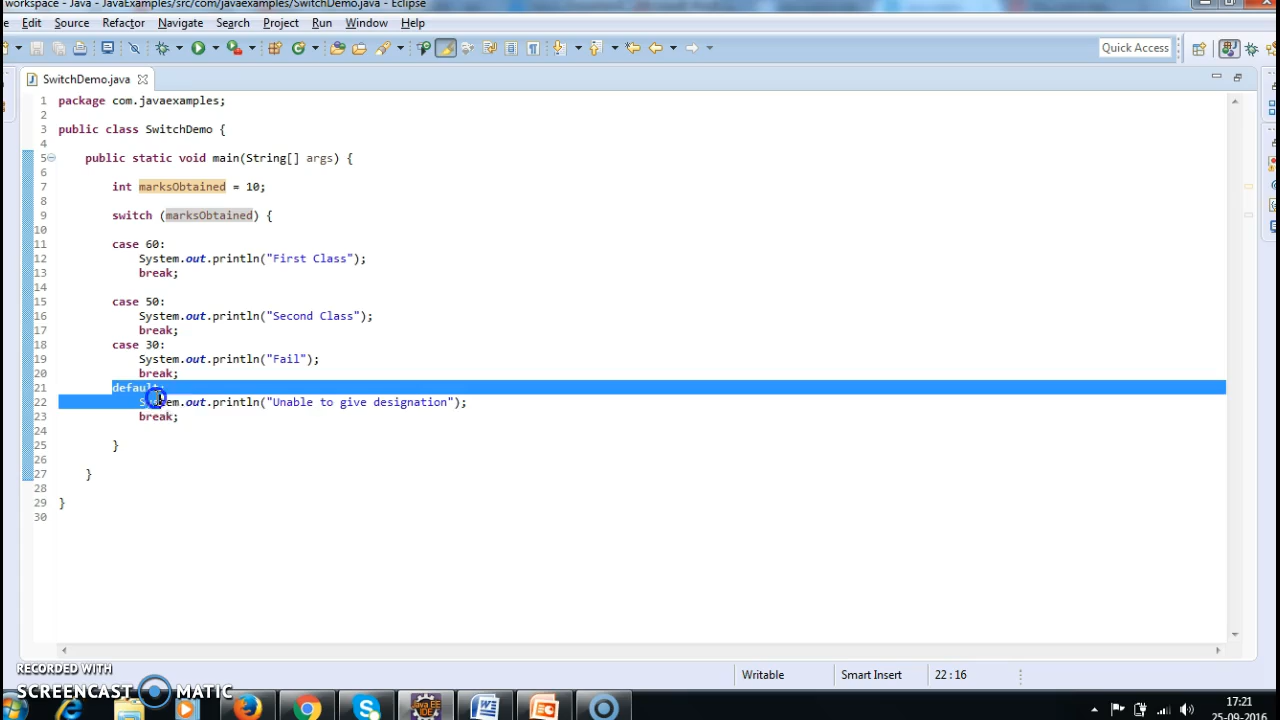 workspace - Java - JavaExamples/src/com/javaexamples/SwitchDemo.java - Eclipse
Edit Source Refactor Navigate Search Project Run Window Help
Quick Access
SwitchDemo.java
1 package com.javaexamples;
2
3 public class SwitchDemo {
4
5 public static void main(String[] args) {
6
7 int marksObtained = 10;
8
9 switch (marksObtained) {
10
11 case 60:
12 System.out.println("First Class");
13 break;
14
15 case 50:
16 System.out.println("Second Class");
17 break;
18 case 30:
19 System.out.println("Fail");
20 break;
21 default:
22 System.out.println("Unable to give designation");
23 break;
24
25 }
26
27 }
28
29 }
30
Writable Smart Insert 22:16
RECORDED WITH
SCREENCAST MATIC
17:21
25-09-2016